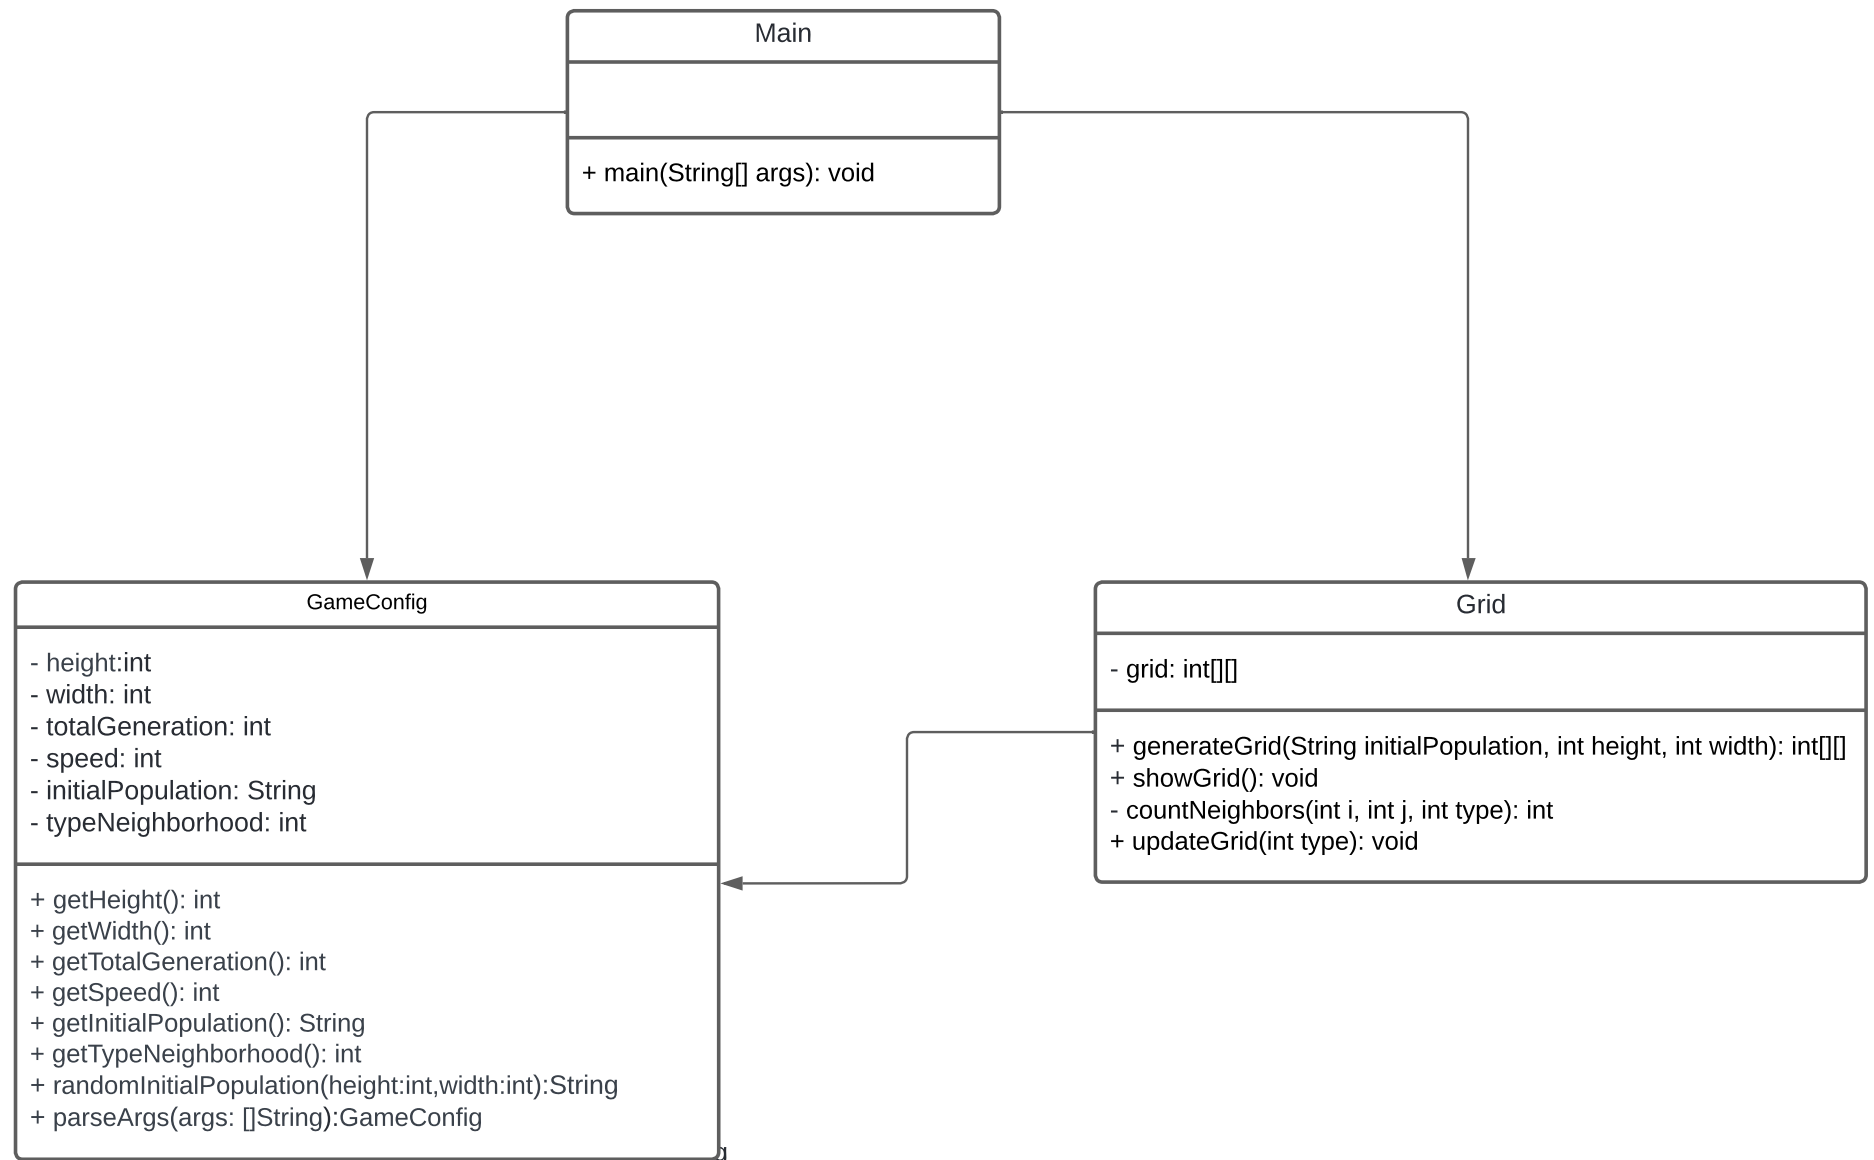 Main
+ main(String[] args): void
GameConfig
- height:int
- width: int
- totalGeneration: int
- speed: int
- initialPopulation: String
- typeNeighborhood: int
+ getHeight(): int
+ getWidth(): int
+ getTotalGeneration(): int
+ getSpeed(): int
+ getInitialPopulation(): String
+ getTypeNeighborhood(): int
+ randomInitialPopulation(height:int,width:int):String
+ parseArgs(args: []String):GameConfig
Grid
- grid: int[][]
+ generateGrid(String initialPopulation, int height, int width): int[][]
+ showGrid(): void
- countNeighbors(int i, int j, int type): int
+ updateGrid(int type): void